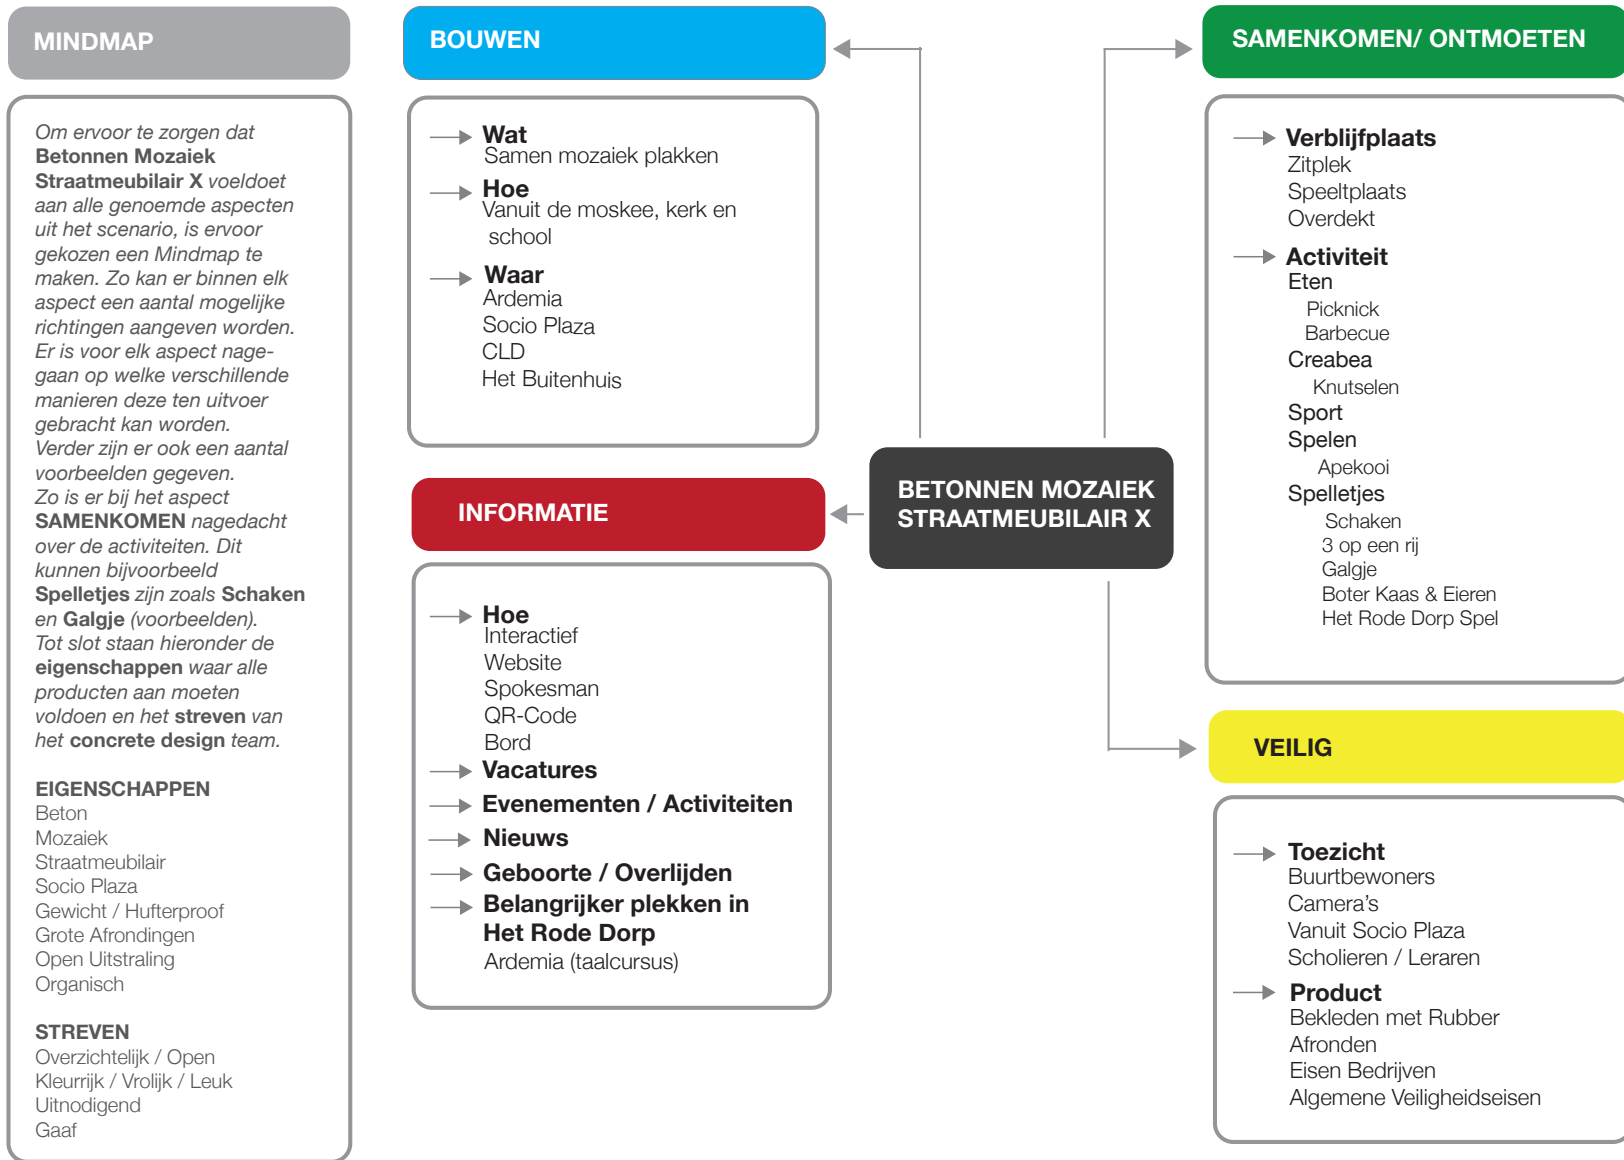 MINDMAP
Om ervoor te zorgen dat
Betonnen Mozaiek
Straatmeubilair X voeldoet
aan alle genoemde aspecten
uit het scenario, is ervoor
gekozen een Mindmap te
maken. Zo kan er binnen elk
aspect een aantal mogelijke
richtingen aangeven worden.
Er is voor elk aspect nage-
gaan op welke verschillende
manieren deze ten uitvoer
gebracht kan worden.
Verder zijn er ook een aantal
voorbeelden gegeven.
Zo is er bij het aspect
SAMENKOMEN nagedacht
over de activiteiten. Dit
kunnen bijvoorbeeld
Spelletjes zijn zoals Schaken
en Galgje (voorbeelden).
Tot slot staan hieronder de
eigenschappen waar alle
producten aan moeten
voldoen en het streven van
het concrete design team.
EIGENSCHAPPEN
Beton
Mozaiek
Straatmeubilair
Socio Plaza
Gewicht / Hufterproof
Grote Afrondingen
Open Uitstraling
Organisch
STREVEN
Overzichtelijk / Open
Kleurrijk / Vrolijk / Leuk
Uitnodigend
Gaaf
BOUWEN
Wat
Samen mozaiek plakken
Hoe
Vanuit de moskee, kerk en
school
Waar
Ardemia
Socio Plaza
CLD
Het Buitenhuis
INFORMATIE
Hoe
Interactief
Website
Spokesman
QR-Code
Bord
Vacatures
Evenementen / Activiteiten
Nieuws
Geboorte / Overlijden
Belangrijker plekken in
Het Rode Dorp
Ardemia (taalcursus)
BETONNEN MOZAIEK
STRAATMEUBILAIR X
SAMENKOMEN/ ONTMOETEN
Verblijfplaats
Zitplek
Speeltplaats
Overdekt
Activiteit
Eten
Picknick
Barbecue
Creabea
Knutselen
Sport
Spelen
Apekooi
Spelletjes
Schaken
3 op een rij
Galgje
Boter Kaas & Eieren
Het Rode Dorp Spel
VEILIG
Toezicht
Buurtbewoners
Camera's
Vanuit Socio Plaza
Scholieren / Leraren
Product
Bekleden met Rubber
Afronden
Eisen Bedrijven
Algemene Veiligheidseisen